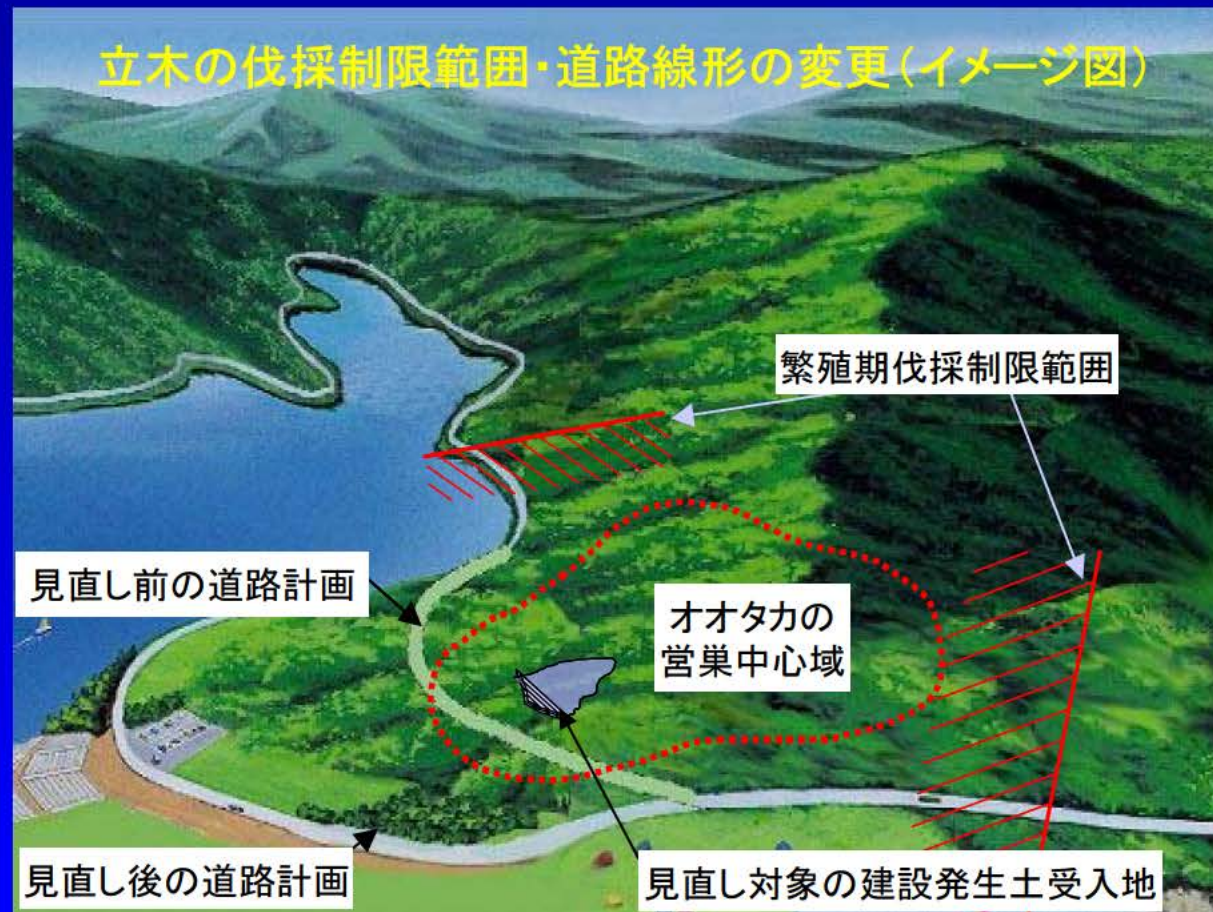 立木の伐採制限範囲・道路線形の変更(イメージ図)
繁殖期伐採制限範囲
見直し前の道路計画
オオタカの
営巣中心域
見直し後の道路計画
見直し対象の建設発生土受入地